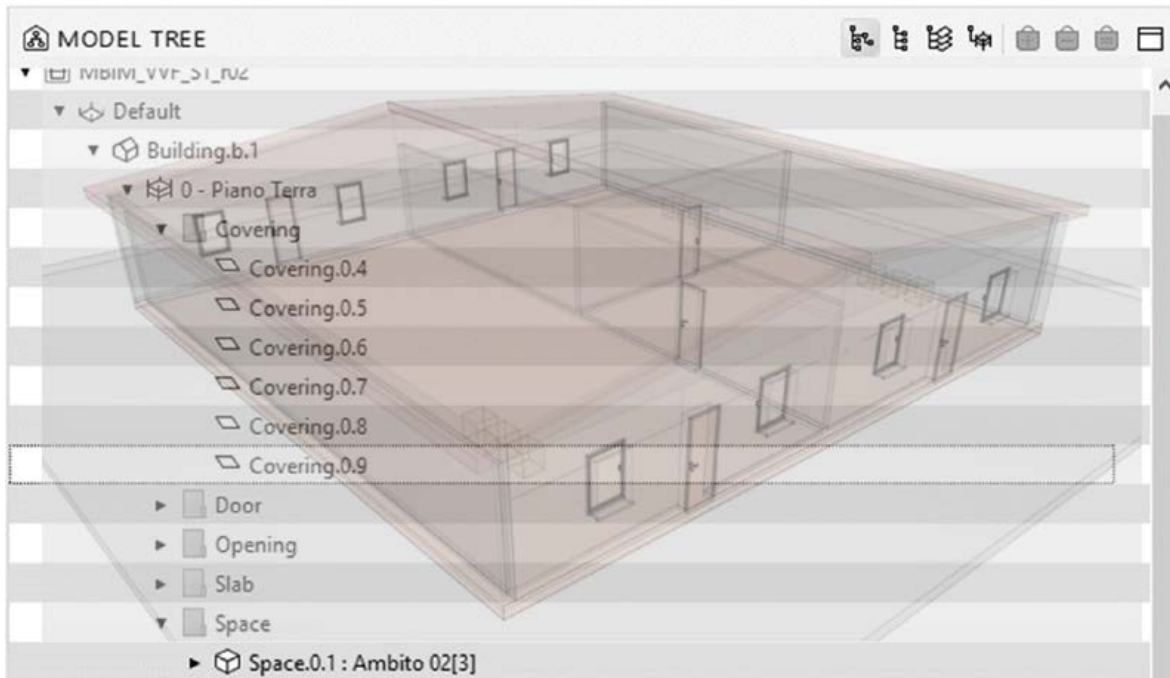 MODEL TREE
MBIM_VVF_ST_r02
Default
Building.b.1
0 - Piano Terra
Covering
Covering.0.4
Covering.0.5
Covering.0.6
Covering.0.7
Covering.0.8
Covering.0.9
Door
Opening
Slab
Space
Space.0.1 : Ambito 02[3]